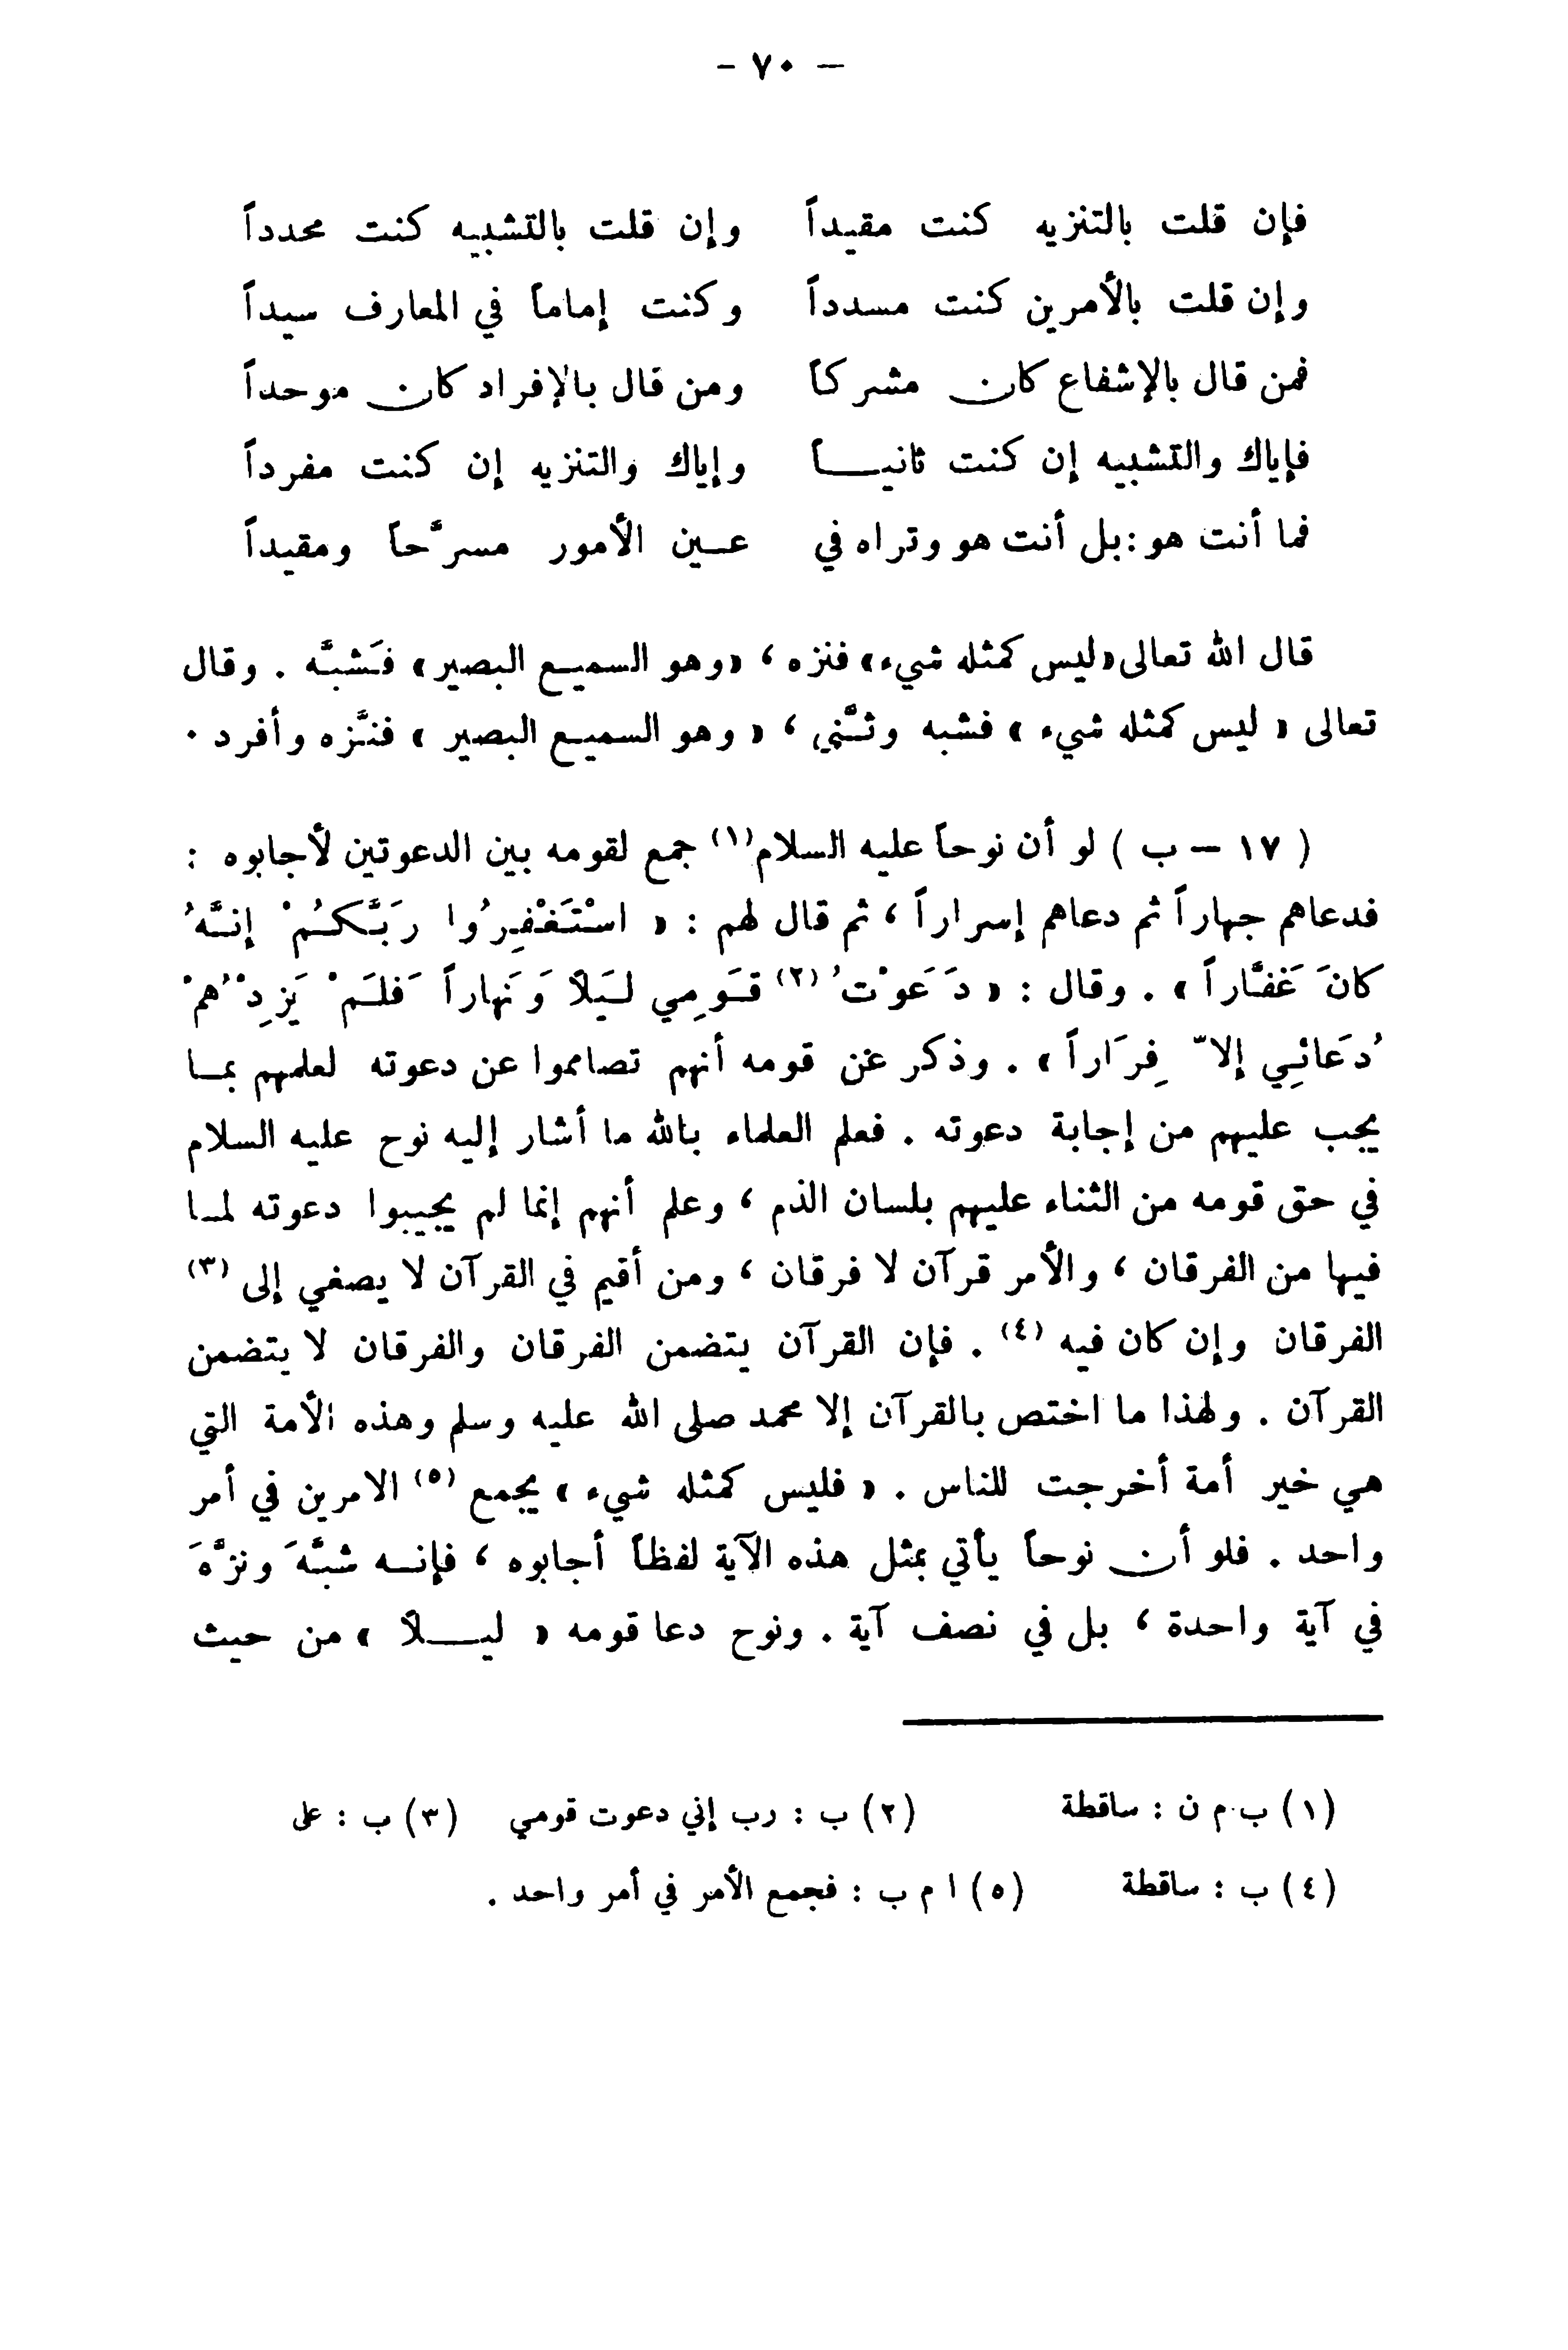 — ٧٠ -
فإن قلت بالتنزيه كنت مقيداً وإن قلت بالتشبيه كنت محدداً
وإن قلت بالأمرين كنت مسدداً وكنت إماماً في المعارف سيداً
فمن قال بالإشفاع كان مشركاً ومن قال بالإفراد كان موحداً
فإياك والتشبيه إن كنت ثانيـــاً وإياك والتنزيه إن كنت مفرداً
فما أنت هو: بل أنت هو وتراه في عـين الأمور مسرَّحاً ومقيداً
قال الله تعالى «ليس كمثله شيء» فنزه ، «وهو السميع البصير» فَشبَّه . وقال
تعالى « ليس كمثله شيء » فشبه وثنَّى ، « وهو السميع البصير » فنزَّه وأفرد .
( ١٧ — ب ) لو أن نوحاً عليه السلام (١) جمع لقومه بين الدعوتين لأجابوه :
فدعاهم جهاراً ثم دعاهم إسراراً ، ثم قال لهم : « اسْتَغْفِرُوا رَبَّكُمْ إنَّهُ
كانَ غَفَّاراً » . وقال : « دَعَوْتُ (٢) قَومِي لَيَلاً وَنَهاراً فَلَمْ يَزِدْهُمْ
دُعَائِي إلاّ فِرَاراً » . وذكر عن قومه أنهم تصامموا عن دعوته لعلمهم بمـا
يجب عليهم من إجابة دعوته . فعلم العلماء بالله ما أشار إليه نوح عليه السلام
في حق قومه من الثناء عليهم بلسان الذم ، وعلم أنهم إنما لم يجيبوا دعوته لمـا
فيها من الفرقان ، والأمر قرآن لا فرقان ، ومن أقيم في القرآن لا يصغي إلى (٣)
الفرقان وإن كان فيه (٤) . فإن القرآن يتضمن الفرقان والفرقان لا يتضمن
القرآن . ولهذا ما اختص بالقرآن إلا محمد صلى الله عليه وسلم وهذه الأمة التي
هي خير أمة أخرجت للناس . « فليس كمثله شيء » يجمع (٥) الامرين في أمر
واحد . فلو أن نوحاً يأتي بمثل هذه الآية لفظاً أجابوه ، فإنـه شبَّهَ ونزَّهَ
في آية واحدة ، بل في نصف آية . ونوح دعا قومه « ليـــلاً » من حيث
(١) ب م ن : ساقطة (٢) ب : رب إني دعوت قومي (٣) ب : على
(٤) ب : ساقطة (٥) ا م ب : فجمع الأمر في أمر واحد .